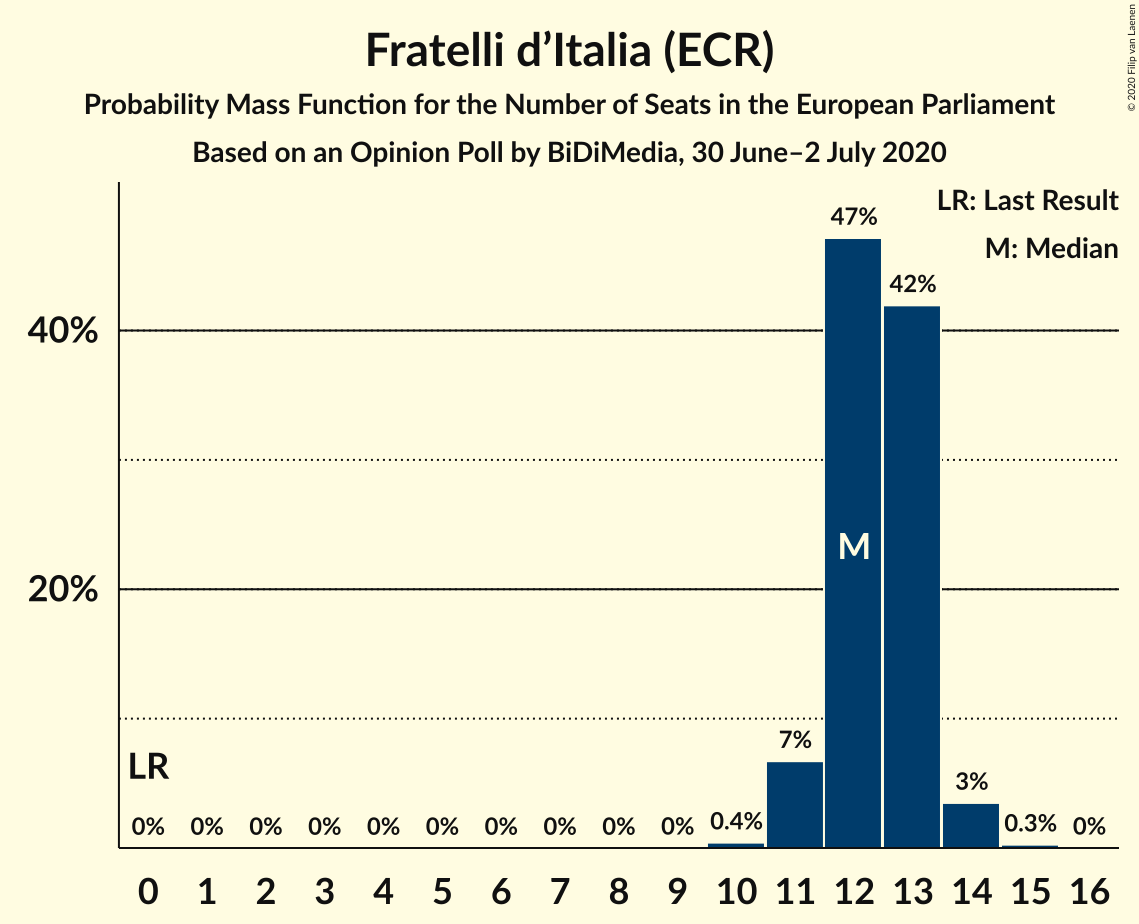 Fratelli d’Italia (ECR)
Probability Mass Function for the Number of Seats in the European Parliament
Based on an Opinion Poll by BiDiMedia, 30 June–2 July 2020
© 2020 Filip van Laenen
LR: Last Result
M: Median
47%
42%
40%
M
20%
7%
LR
3%
0% 0% 0% 0% 0% 0% 0% 0% 0% 0% 0.4% 0.3% 0%
0 1 2 3 4 5 6 7 8 9 10 11 12 13 14 15 16